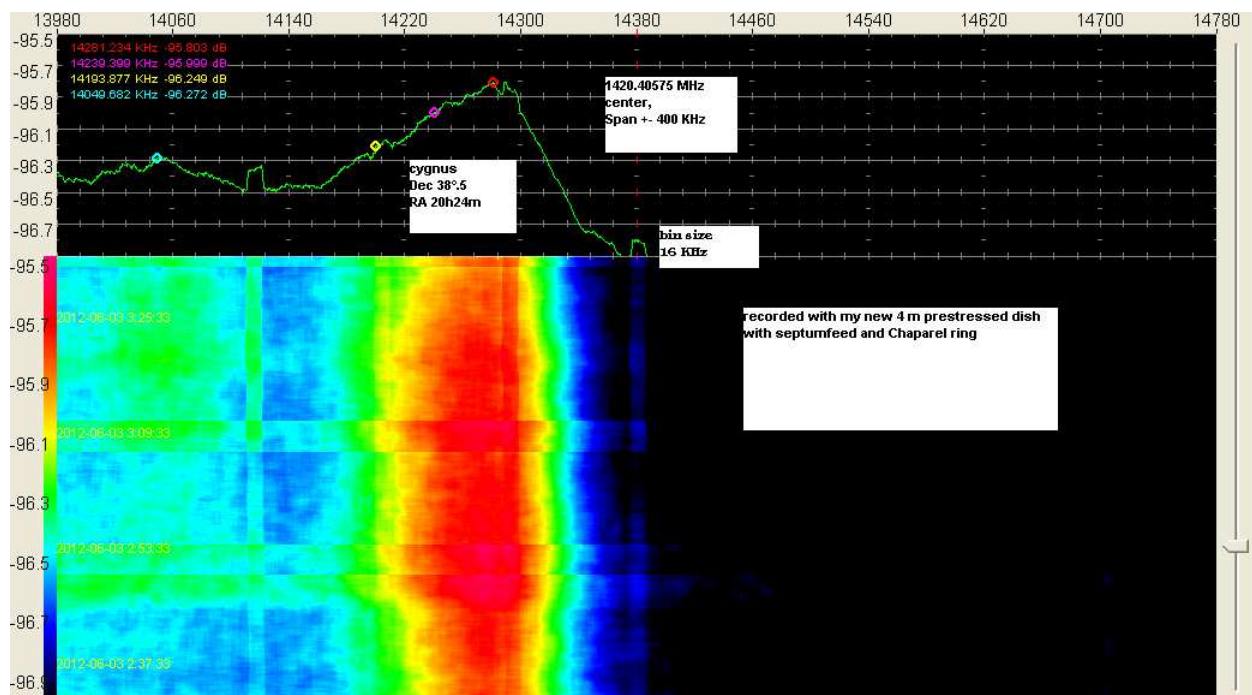 13980 14060 14140 14220 14300 14380 14460 14540 14620 14700 14780
-95.5
14281.234 KHz -95.803 dB
-95.7
14239.399 KHz -95.999 dB
14193.877 KHz -96.249 dB
14049.682 KHz -96.272 dB
-95.9
1420.40575 MHz
center,
Span +- 400 KHz
-96.1
-96.3
cygnus
Dec 38°.5
RA 20h24m
-96.5
-96.7
bin size
16 KHz
-95.5
2012-06-03 3:25:33
-95.7
recorded with my new 4 m prestressed dish
with septumfeed and Chaparel ring
-95.9
2012-06-03 3:09:33
-96.1
-96.3
2012-06-03 2:53:33
-96.5
-96.7
2012-06-03 2:37:33
-96.9